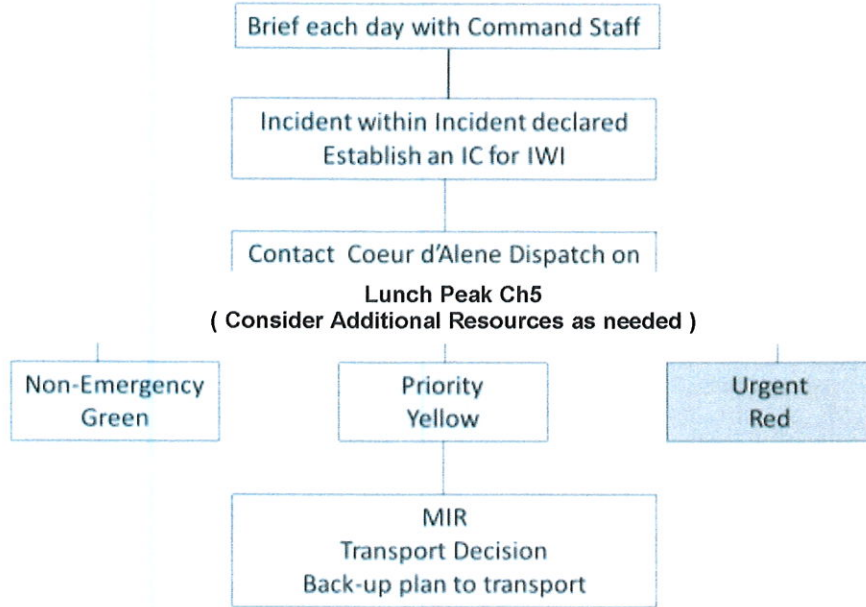 Brief each day with Command Staff
Incident within Incident declared
Establish an IC for IWI
Contact Coeur d'Alene Dispatch on
Lunch Peak Ch5
( Consider Additional Resources as needed )
Non-Emergency
Green
Priority
Yellow
Urgent
Red
MIR
Transport Decision
Back-up plan to transport